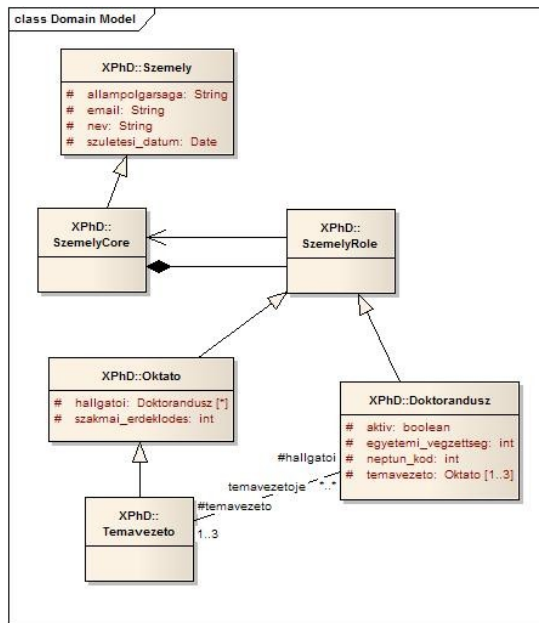 class Domain Model
XPhD::Szemely
# allampolgarsaga: String
# email: String
# nev: String
# szuletesi_datum: Date
XPhD::
SzemelyCore
XPhD::
SzemelyRole
XPhD::Oktato
# hallgatoi: Doktorandusz [*]
# szakmai_erdeklodes: int
XPhD::Doktorandusz
# aktiv: boolean
# egyetemi_vegzettseg: int
# neptun_kod: int
# temavezeto: Oktato [1..3]
#hallgatoi
temavezetoje *..*
#temavezeto
1..3
XPhD::
Temavezeto